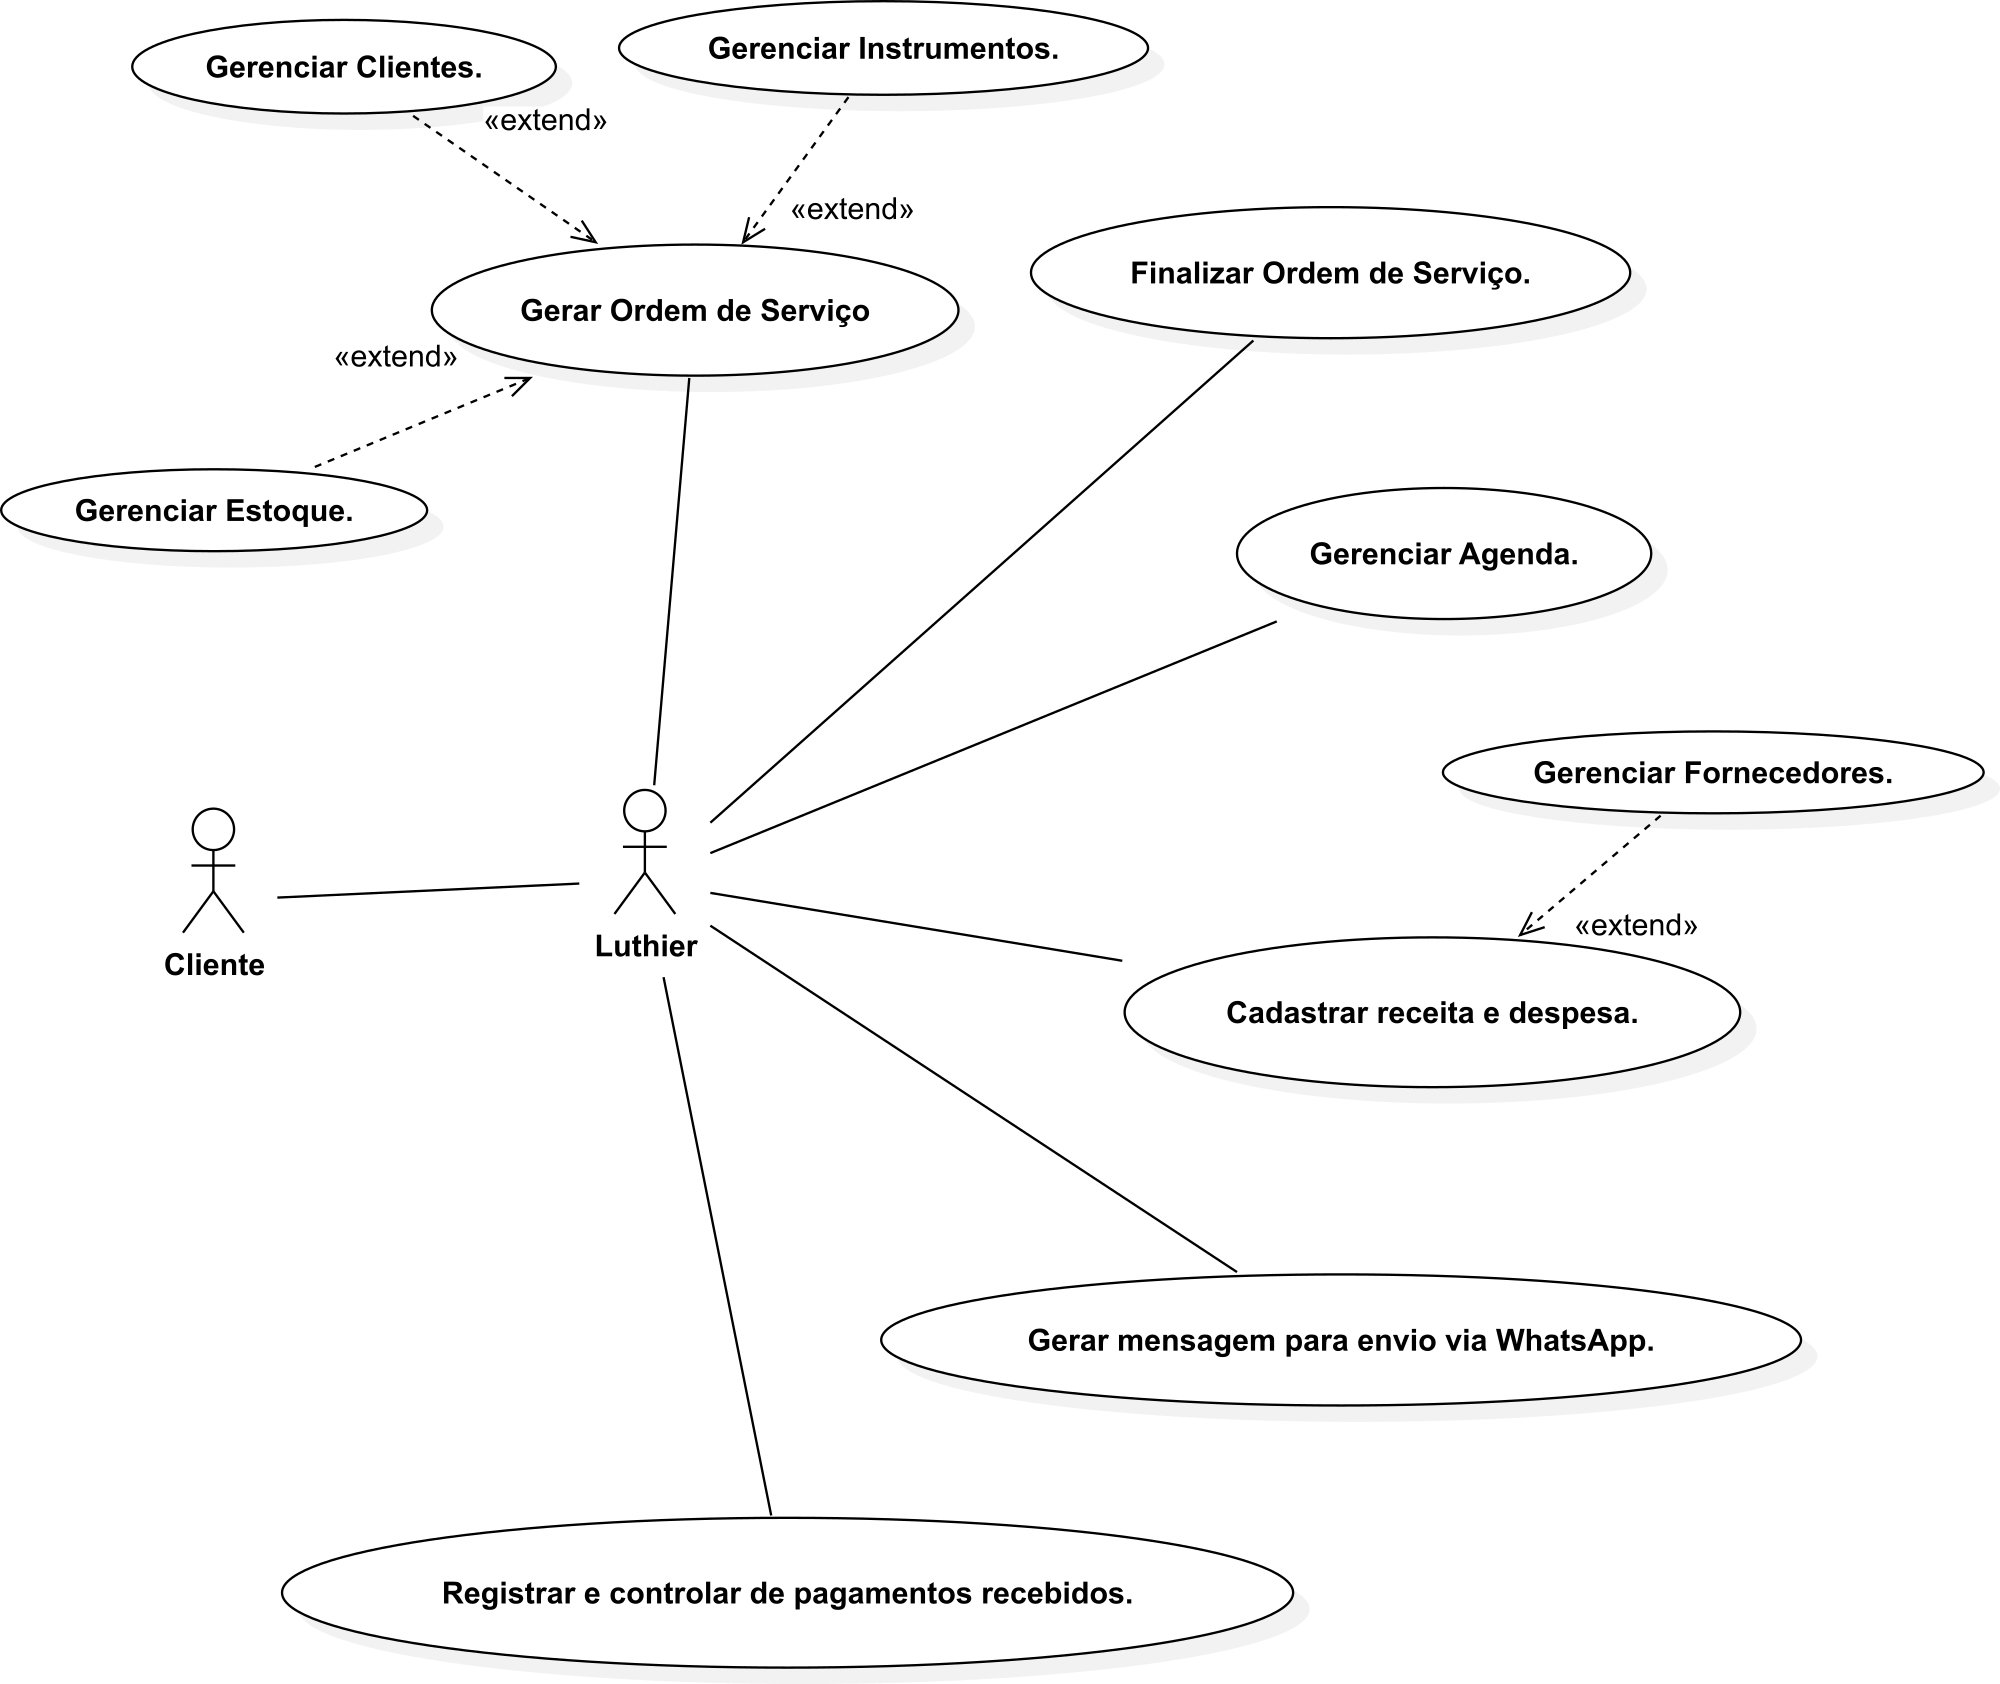 Gerenciar Clientes.
Gerenciar Instrumentos.
«extend»
«extend»
Finalizar Ordem de Serviço.
Gerar Ordem de Serviço
«extend»
Gerenciar Estoque.
Gerenciar Agenda.
Gerenciar Fornecedores.
«extend»
Luthier
Cliente
Cadastrar receita e despesa.
Gerar mensagem para envio via WhatsApp.
Registrar e controlar de pagamentos recebidos.